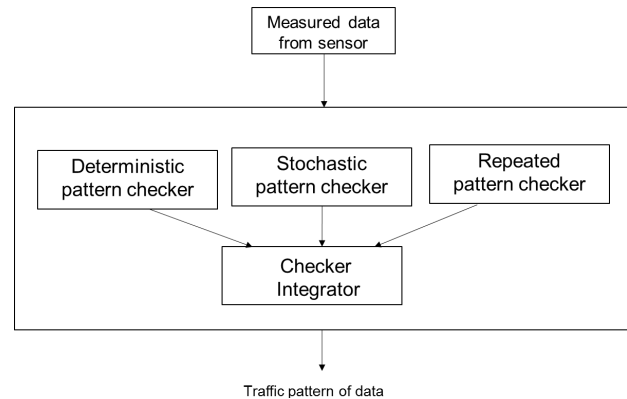 Measured data
from sensor
Deterministic
pattern checker
Stochastic
pattern checker
Repeated
pattern checker
Checker
Integrator
Traffic pattern of data